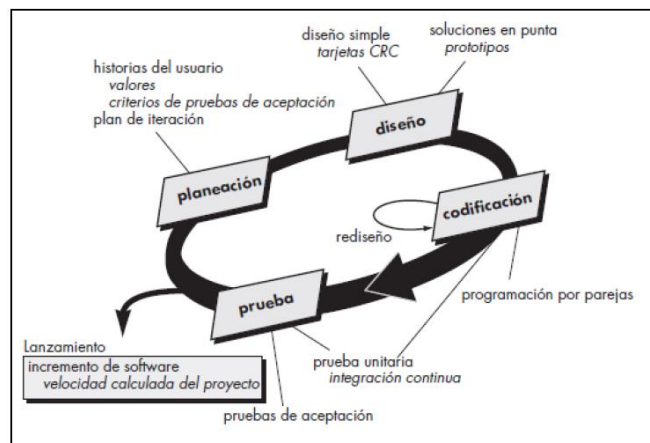 diseño simple
tarjetas CRC
soluciones en punta
prototipos
historias del usuario
valores
criterios de pruebas de aceptación
plan de iteración
diseño
planeación
codificación
rediseño
programación por parejas
prueba
Lanzamiento
incremento de software
velocidad calculada del proyecto
prueba unitaria
integración continua
pruebas de aceptación